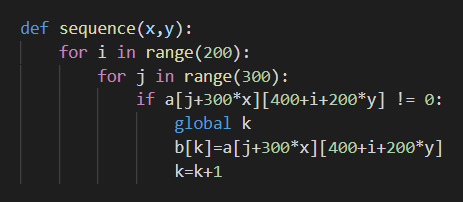 def sequence(x,y):
    for i in range(200):
        for j in range(300):
            if a[j+300*x][400+i+200*y] != 0:
                global k
                b[k]=a[j+300*x][400+i+200*y]
                k=k+1